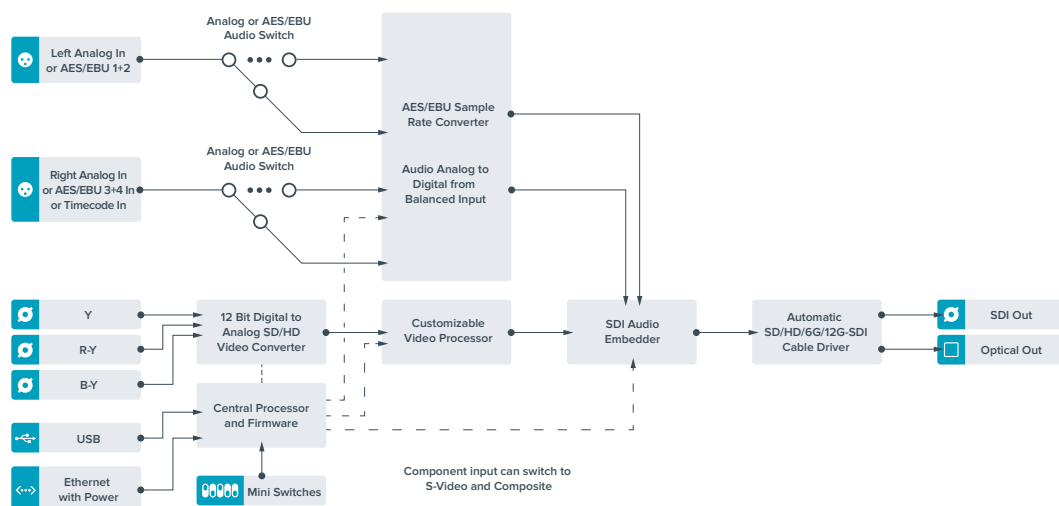 Analog or AES/EBU
Audio Switch
Left Analog In
or AES/EBU 1+2
AES/EBU Sample
Rate Converter
Analog or AES/EBU
Audio Switch
Right Analog In
or AES/EBU 3+4 In
or Timecode In
Audio Analog to
Digital from
Balanced Input
Y
R-Y
B-Y
12 Bit Digital to
Analog SD/HD
Video Converter
Customizable
Video Processor
SDI Audio
Embedder
Automatic
SD/HD/6G/12G-SDI
Cable Driver
SDI Out
Optical Out
USB
Ethernet
with Power
Central Processor
and Firmware
Mini Switches
Component input can switch to
S-Video and Composite